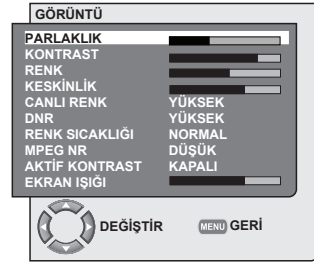 GÖRÜNTÜ
PARLAKLIK
KONTRAST
RENK
KESKİNLİK
CANLI RENK YÜKSEK
DNR YÜKSEK
RENK SICAKLIĞI NORMAL
MPEG NR DÜŞÜK
AKTİF KONTRAST KAPALI
EKRAN IŞIĞI
DEĞİŞTİR MENU GERİ